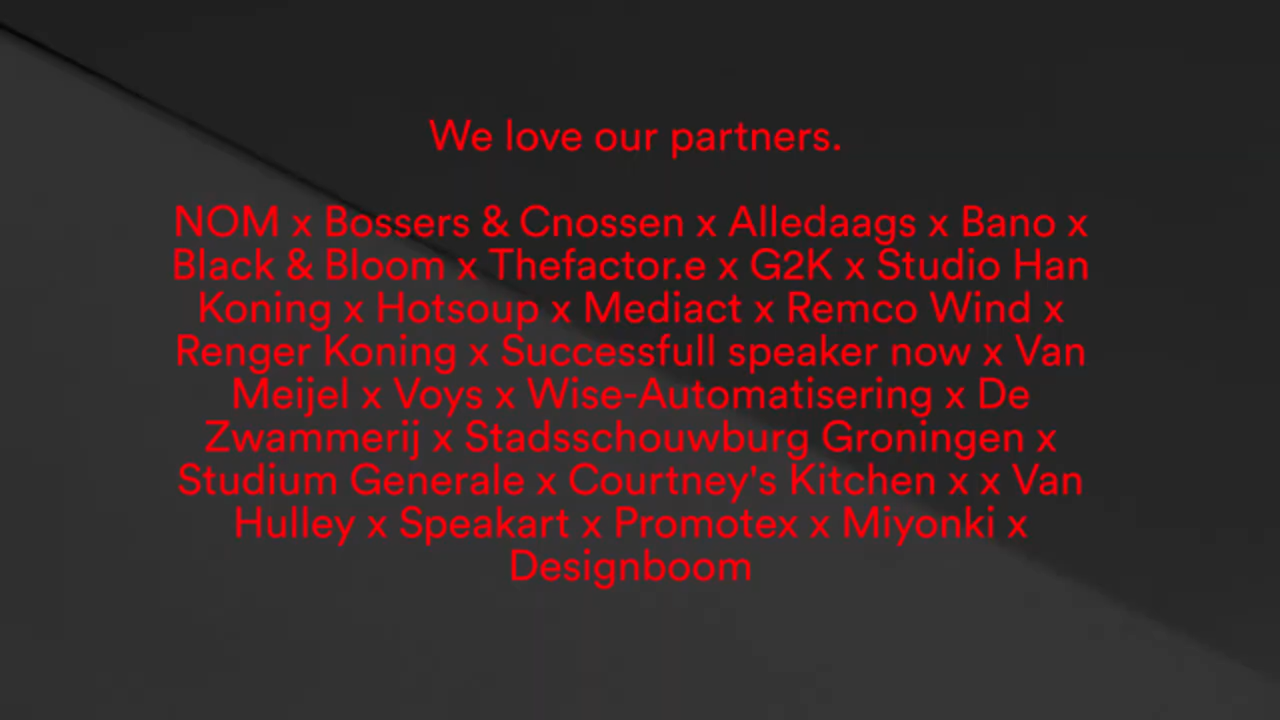 We love our partners.
NOM x Bossers & Cnossen x Alledaags x Bano x
Black & Bloom x Thefactor.e x G2K x Studio Han
Koning x Hotsoup x Mediact x Remco Wind x
Renger Koning x Successfull speaker now x Van
Meijel x Voys x Wise-Automatisering x De
Zwammerij x Stadsschouwburg Groningen x
Studium Generale x Courtney's Kitchen x x Van
Hulley x Speakart x Promotex x Miyonki x
Designboom